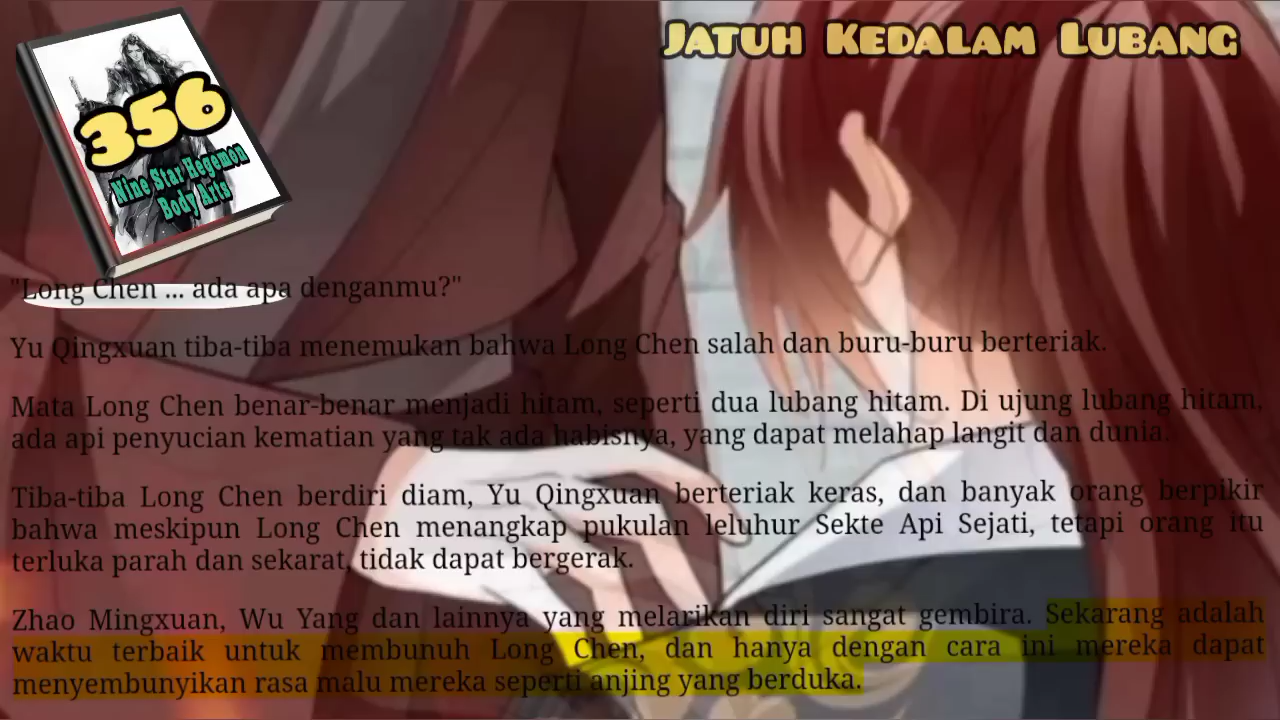 JATUH KEDALAM LUBANG
356
Nine Star Hegemon
Body Arts
"Long Chen ... ada apa denganmu?"
Yu Qingxuan tiba-tiba menemukan bahwa Long Chen salah dan buru-buru berteriak.
Mata Long Chen benar-benar menjadi hitam, seperti dua lubang hitam. Di ujung lubang hitam,
ada api penyucian kematian yang tak ada habisnya, yang dapat melahap langit dan dunia.
Tiba-tiba Long Chen berdiri diam, Yu Qingxuan berteriak keras, dan banyak orang berpikir
bahwa meskipun Long Chen menangkap pukulan leluhur Sekte Api Sejati, tetapi orang itu
terluka parah dan sekarat, tidak dapat bergerak.
Zhao Mingxuan, Wu Yang dan lainnya yang melarikan diri sangat gembira. Sekarang adalah
waktu terbaik untuk membunuh Long Chen, dan hanya dengan cara ini mereka dapat
menyembunyikan rasa malu mereka seperti anjing yang berduka.